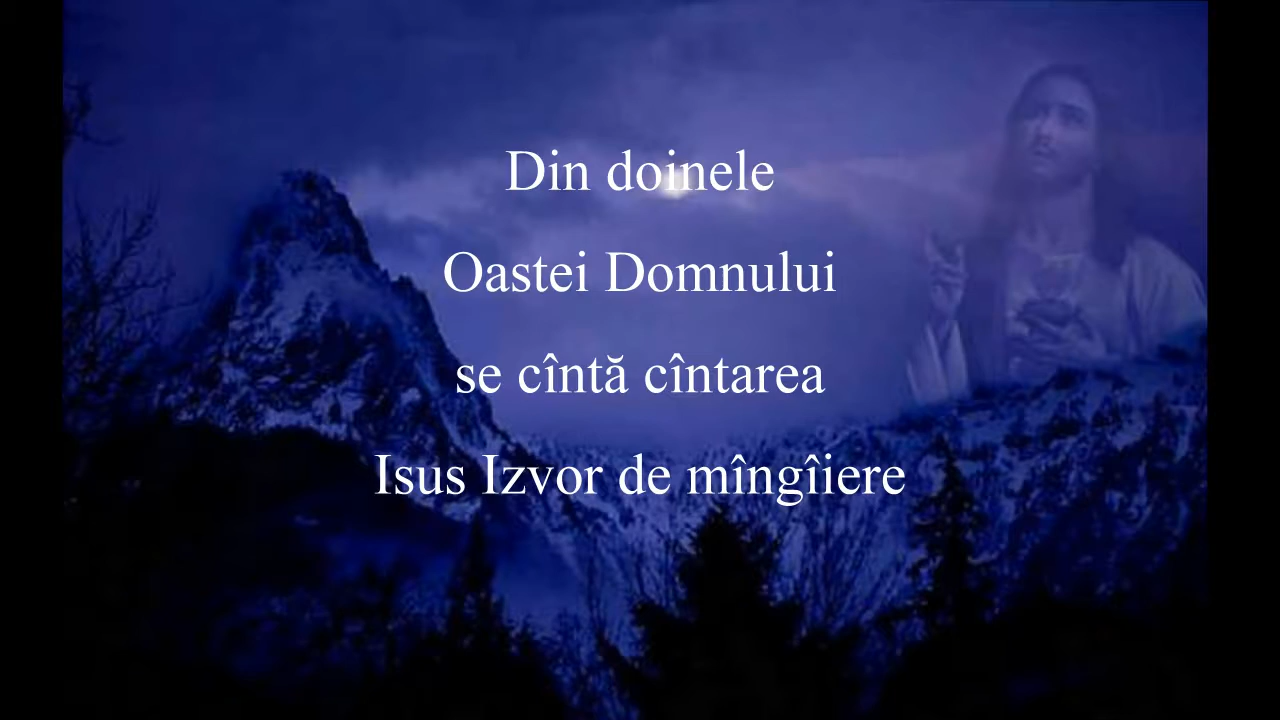 Din doinele
Oastei Domnului
se cîntă cîntarea
Isus Izvor de mîngîiere